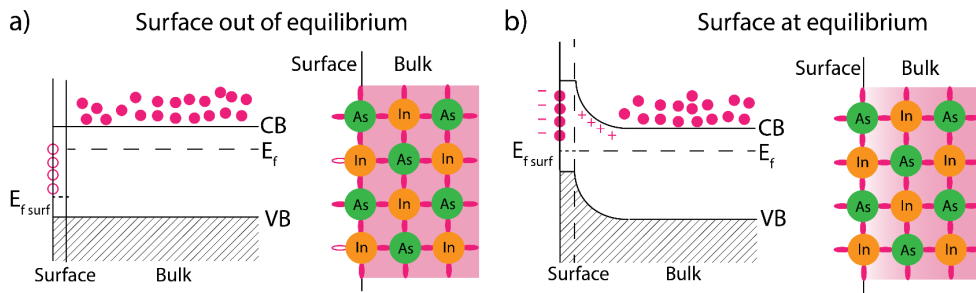 a) Surface out of equilibrium
Surface Bulk
CB
E_f
E_f surf
VB
Surface Bulk
As In As
In As In
As In As
In As In
b) Surface at equilibrium
Surface Bulk
− − − −
+ + + +
CB
E_f surf
E_f
VB
Surface Bulk
As In As
In As In
As In As
In As In